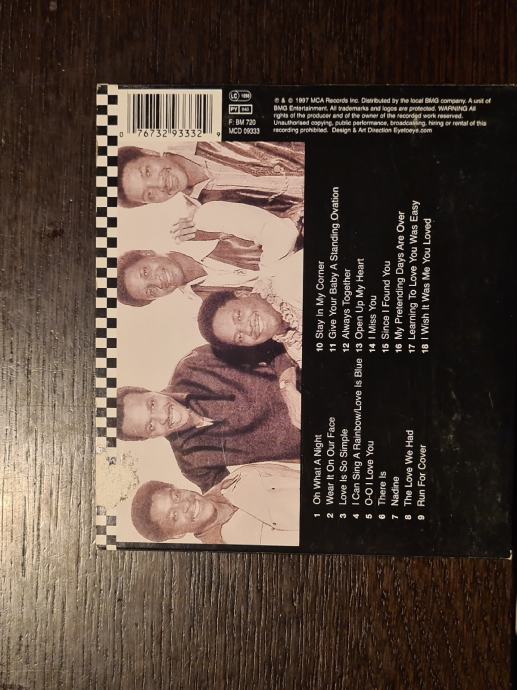 1 Oh What A Night
2 Wear It On Our Face
3 Love Is So Simple
4 I Can Sing A Rainbow/Love Is Blue
5 O-O I Love You
6 There Is
7 Nadine
8 The Love We Had
9 Run For Cover
10 Stay In My Corner
11 Give Your Baby A Standing Ovation
12 Always Together
13 Open Up My Heart
14 I Miss You
15 Since I Found You
16 My Pretending Days Are Over
17 Learning To Love You Was Easy
18 I Wish It Was Me You Loved
0 76732 93332 9
LC 1056
PY 940
F: BM 720
MCD 09333
℗ & © 1997 MCA Records Inc. Distributed by the local BMG company. A unit of
BMG Entertainment. All trademarks and logos are protected. WARNING All
rights of the producer and of the owner of the recorded work reserved.
Unauthorised copying, public performance, broadcasting, hiring or rental of this
recording prohibited. Design & Art Direction Eyetoeye.com